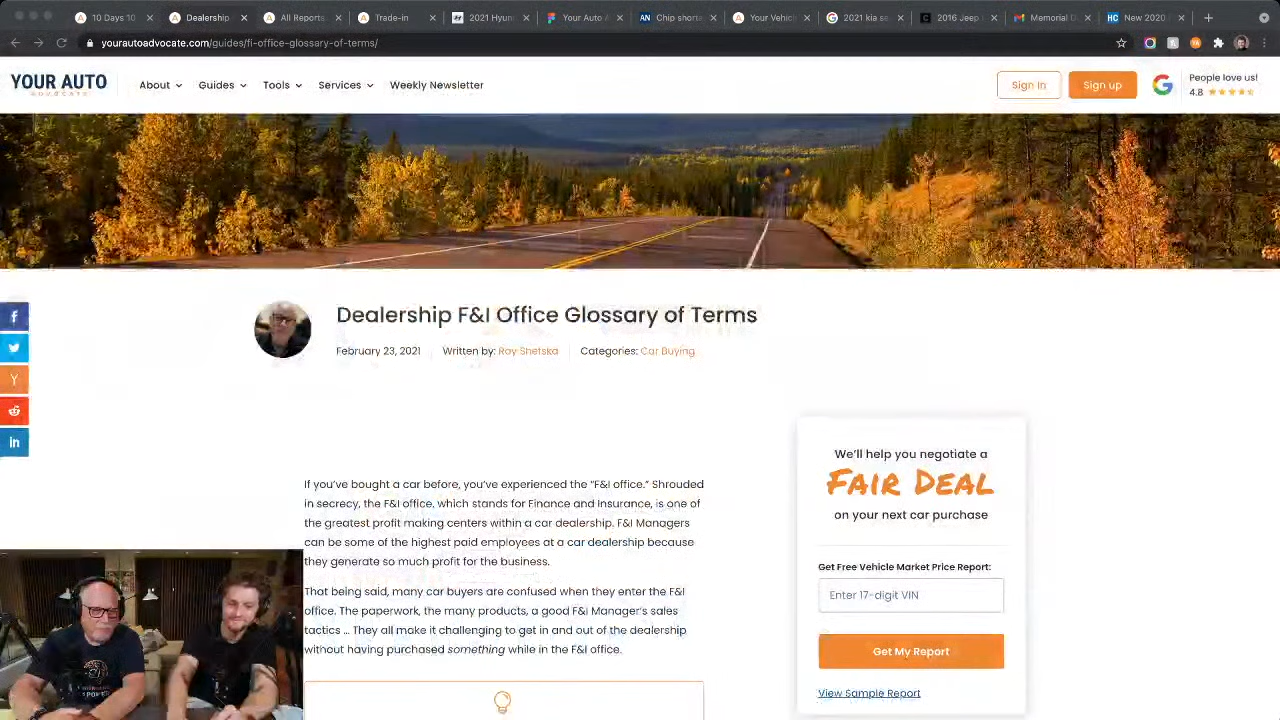 10 Days 10
Dealership
All Reports
Trade-in
2021 Hyun
Your Auto A
Chip shorta
Your Vehic
2021 kia se
2016 Jeep
Memorial D
New 2020
yourautoadvocate.com/guides/fi-office-glossary-of-terms/
YOUR AUTO
ADVOCATE
About
Guides
Tools
Services
Weekly Newsletter
Sign In
Sign up
People love us!
4.8
Dealership F&I Office Glossary of Terms
February 23, 2021
Written by: Ray Shefska
Categories: Car Buying
We'll help you negotiate a
FAIR DEAL
on your next car purchase
Get Free Vehicle Market Price Report:
Enter 17-digit VIN
Get My Report
View Sample Report
If you've bought a car before, you've experienced the "F&I office." Shrouded
in secrecy, the F&I office, which stands for Finance and Insurance, is one of
the greatest profit making centers within a car dealership. F&I Managers
can be some of the highest paid employees at a car dealership because
they generate so much profit for the business.
That being said, many car buyers are confused when they enter the F&I
office. The paperwork, the many products, a good F&I Manager's sales
tactics … They all make it challenging to get in and out of the dealership
without having purchased something while in the F&I office.